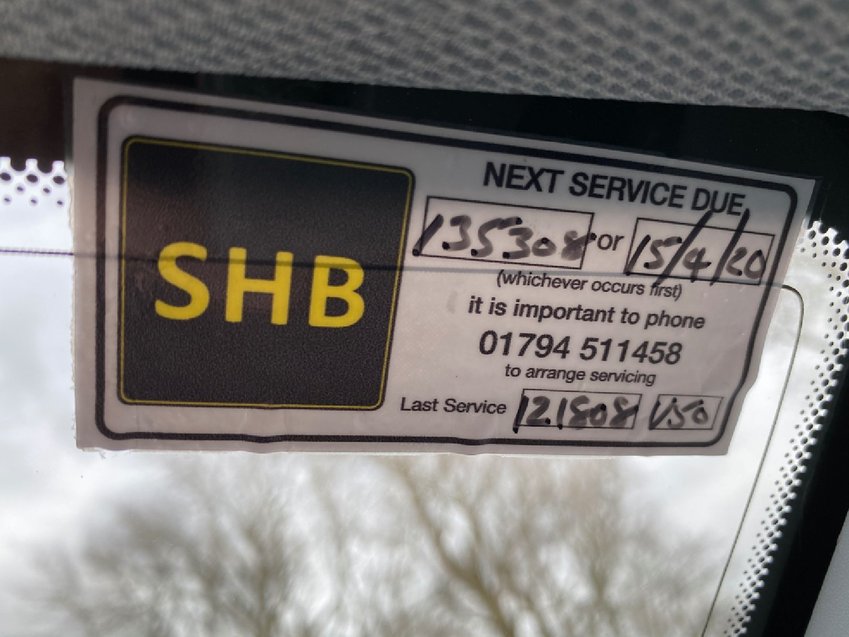 SHB
NEXT SERVICE DUE
135308 or 15/4/20
(whichever occurs first)
it is important to phone
01794 511458
to arrange servicing
Last Service 121808 V50